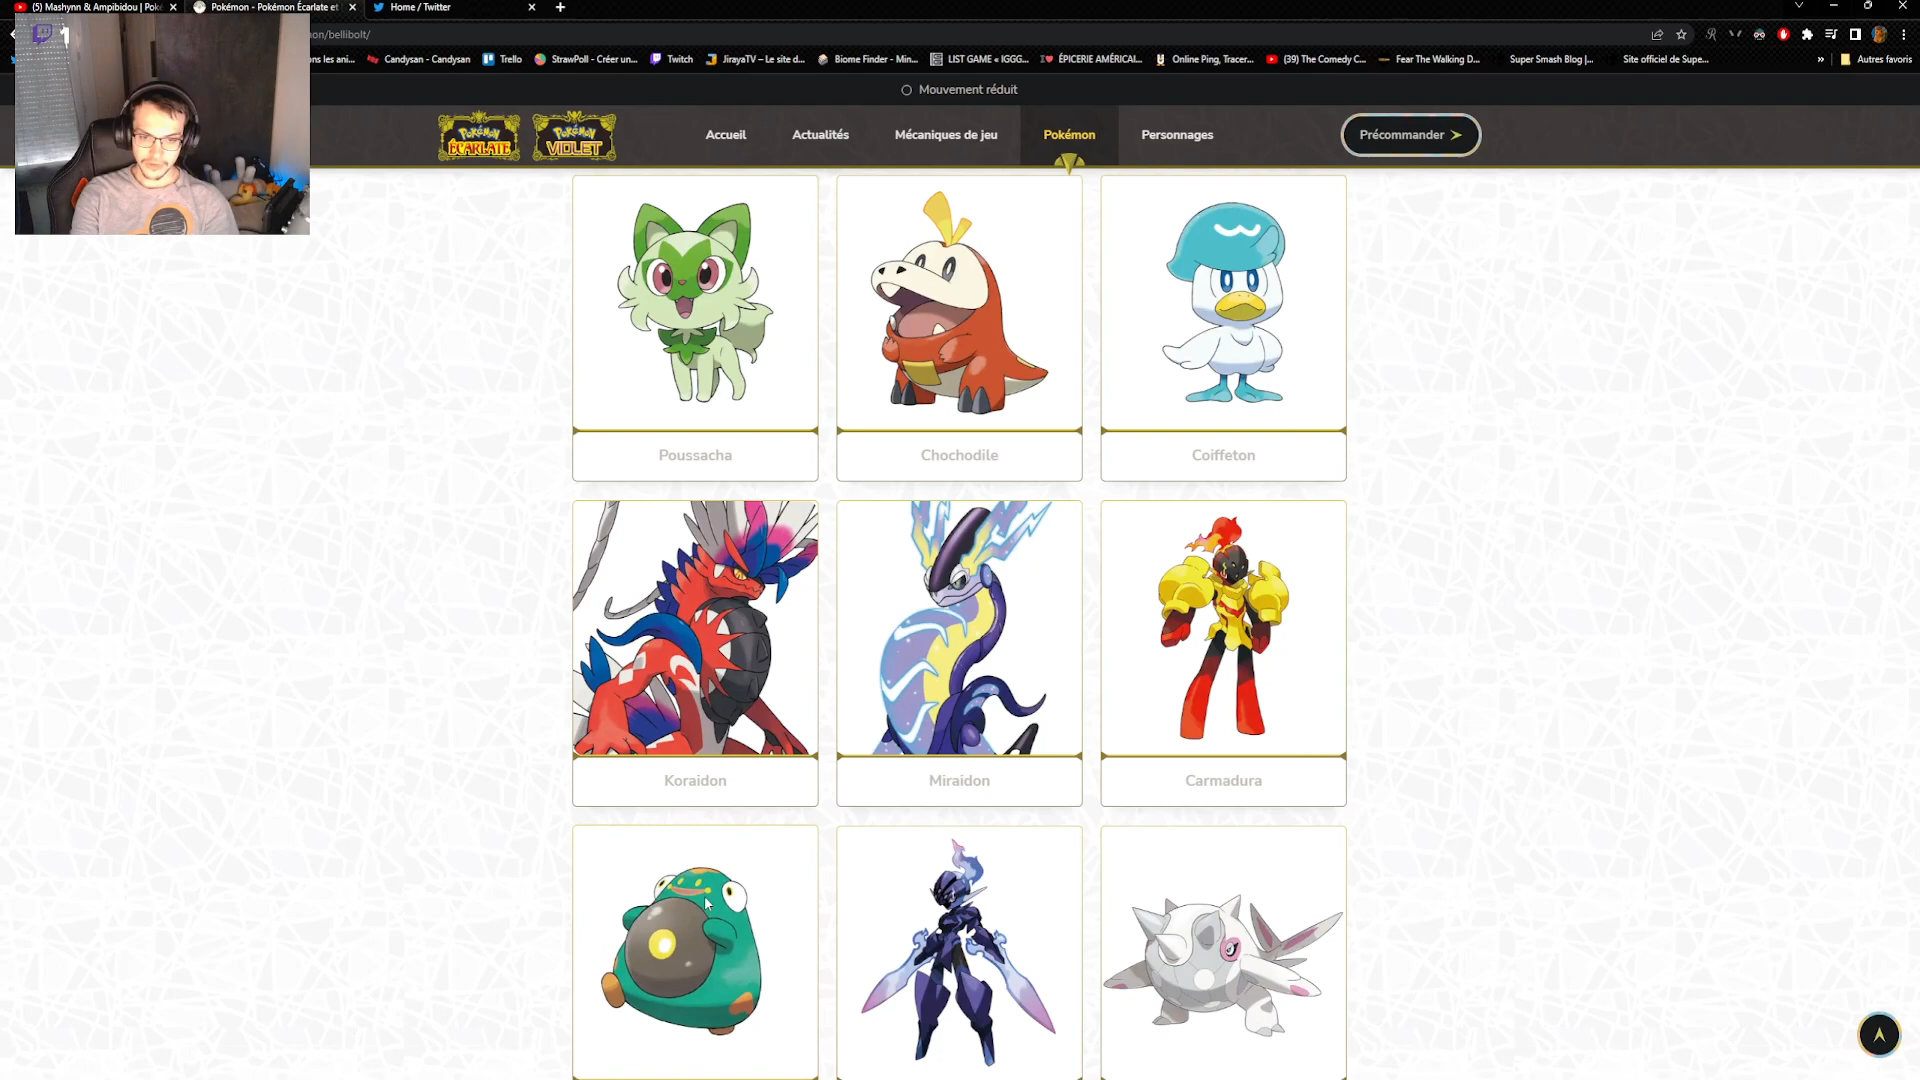 (5) Mashynn & Ampibidou | Poké
Pokémon - Pokémon Écarlate et
Home / Twitter
on/bellibolt/
ons les ani...
Candysan - Candysan
Trello
StrawPoll - Créer un...
Twitch
JirayaTV – Le site d...
Biome Finder - Min...
LIST GAME « IGGG...
ÉPICERIE AMÉRICAI...
Online Ping, Tracer...
(39) The Comedy C...
Fear The Walking D...
Super Smash Blog |...
Site officiel de Supe...
»
Autres favoris
Mouvement réduit
Pokémon ÉCARLATE
Pokémon VIOLET
Accueil
Actualités
Mécaniques de jeu
Pokémon
Personnages
Précommander
Poussacha
Chochodile
Coiffeton
Koraidon
Miraidon
Carmadura